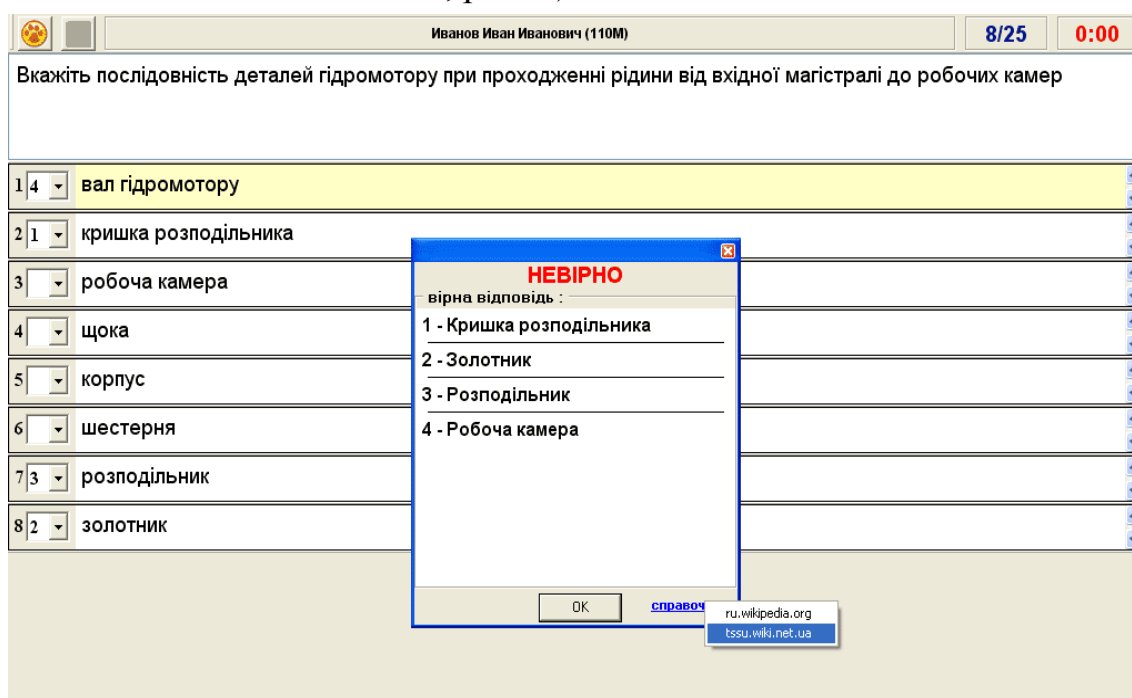 Иванов Иван Иванович (110М) 8/25 0:00
Вкажіть послідовність деталей гідромотору при проходженні рідини від вхідної магістралі до робочих камер
1 4 вал гідромотору
2 1 кришка розподільника
3 робоча камера
4 щока
5 корпус
6 шестерня
7 3 розподільник
8 2 золотник
НЕВІРНО
вірна відповідь :
1 - Кришка розподільника
2 - Золотник
3 - Розподільник
4 - Робоча камера
OK справоч
ru.wikipedia.org
tssu.wiki.net.ua